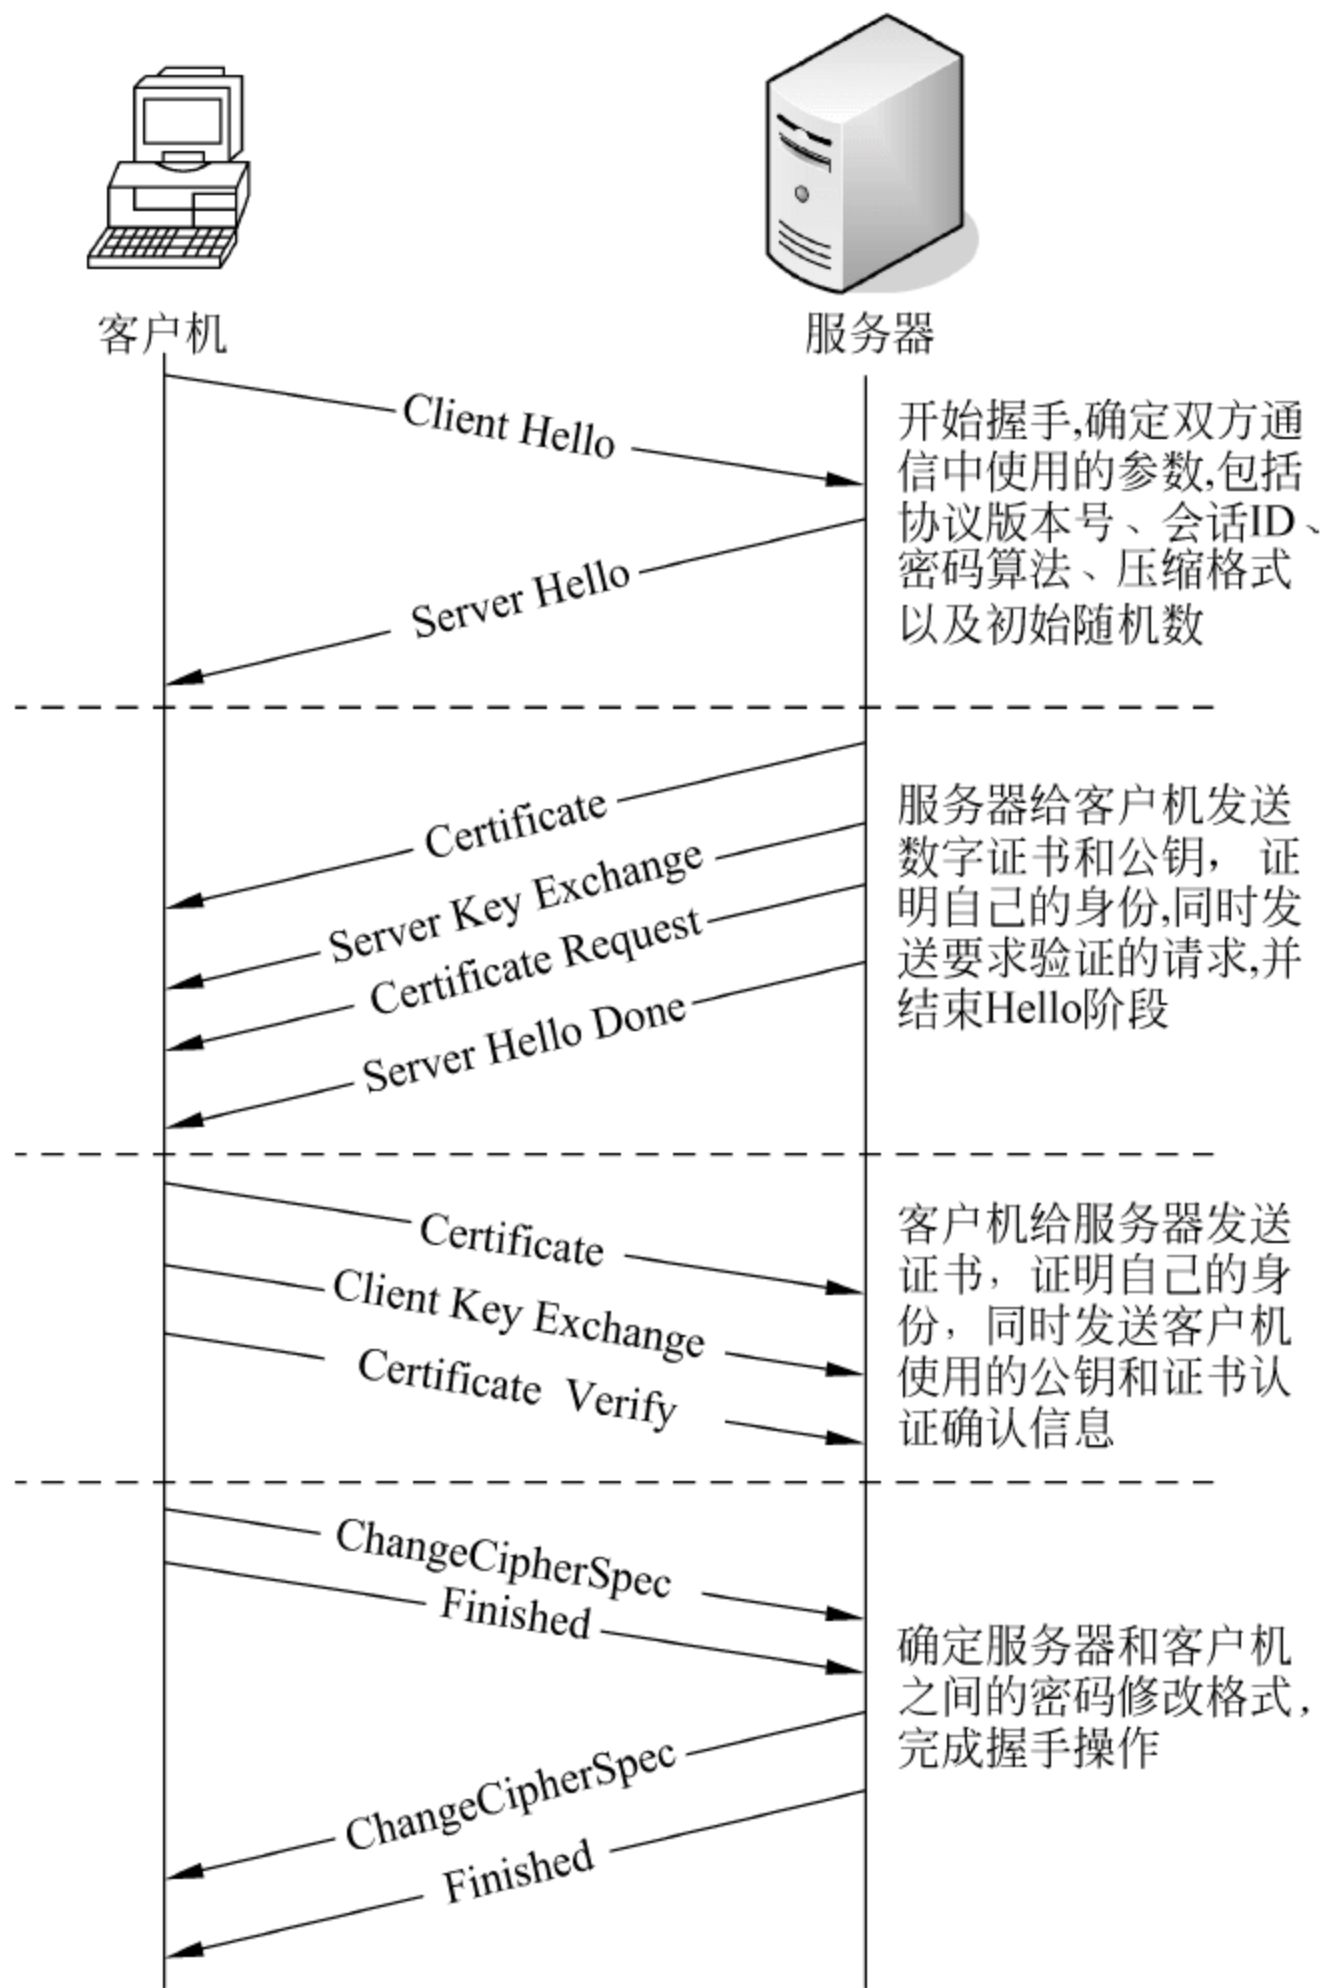 客户机
服务器
Client Hello
开始握手,确定双方通
信中使用的参数,包括
协议版本号、会话ID、
密码算法、压缩格式
以及初始随机数
Server Hello
Certificate
Server Key Exchange
Certificate Request
Server Hello Done
服务器给客户机发送
数字证书和公钥， 证
明自己的身份,同时发
送要求验证的请求,并
结束Hello阶段
Certificate
Client Key Exchange
Certificate Verify
客户机给服务器发送
证书，证明自己的身
份，同时发送客户机
使用的公钥和证书认
证确认信息
ChangeCipherSpec
Finished
ChangeCipherSpec
Finished
确定服务器和客户机
之间的密码修改格式，
完成握手操作